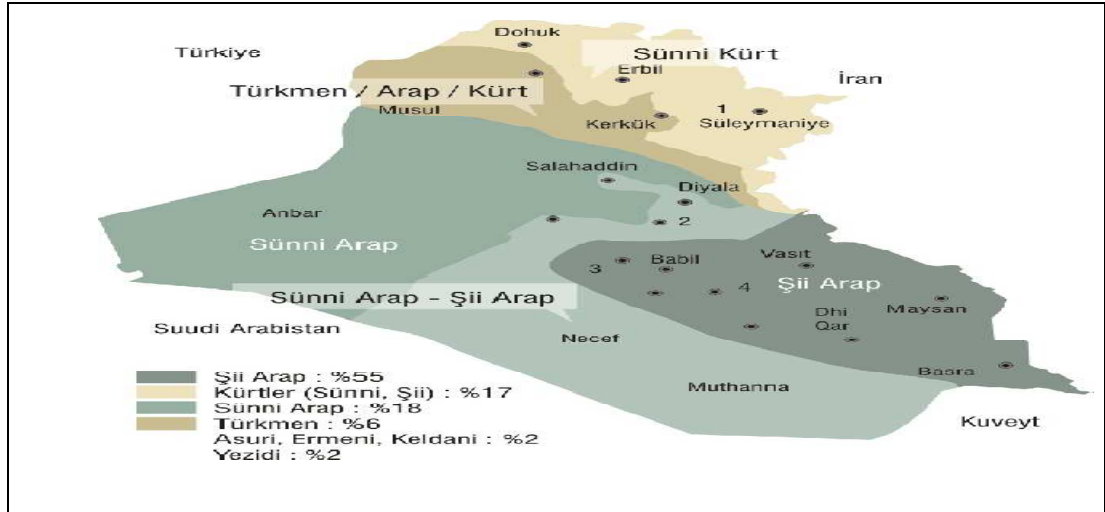 Dohuk
Türkiye
Sünni Kürt
Erbil
İran
Türkmen / Arap / Kürt
Musul
1
Kerkük
Süleymaniye
Salahaddin
Diyala
Anbar
2
Sünni Arap
3
Babil
Vasıt
4
Şii Arap
Sünni Arap - Şii Arap
Maysan
Dhi
Qar
Suudi Arabistan
Necef
Basra
Muthanna
Kuveyt
Şii Arap : %55
Kürtler (Sünni, Şii) : %17
Sünni Arap : %18
Türkmen : %6
Asuri, Ermeni, Keldani : %2
Yezidi : %2